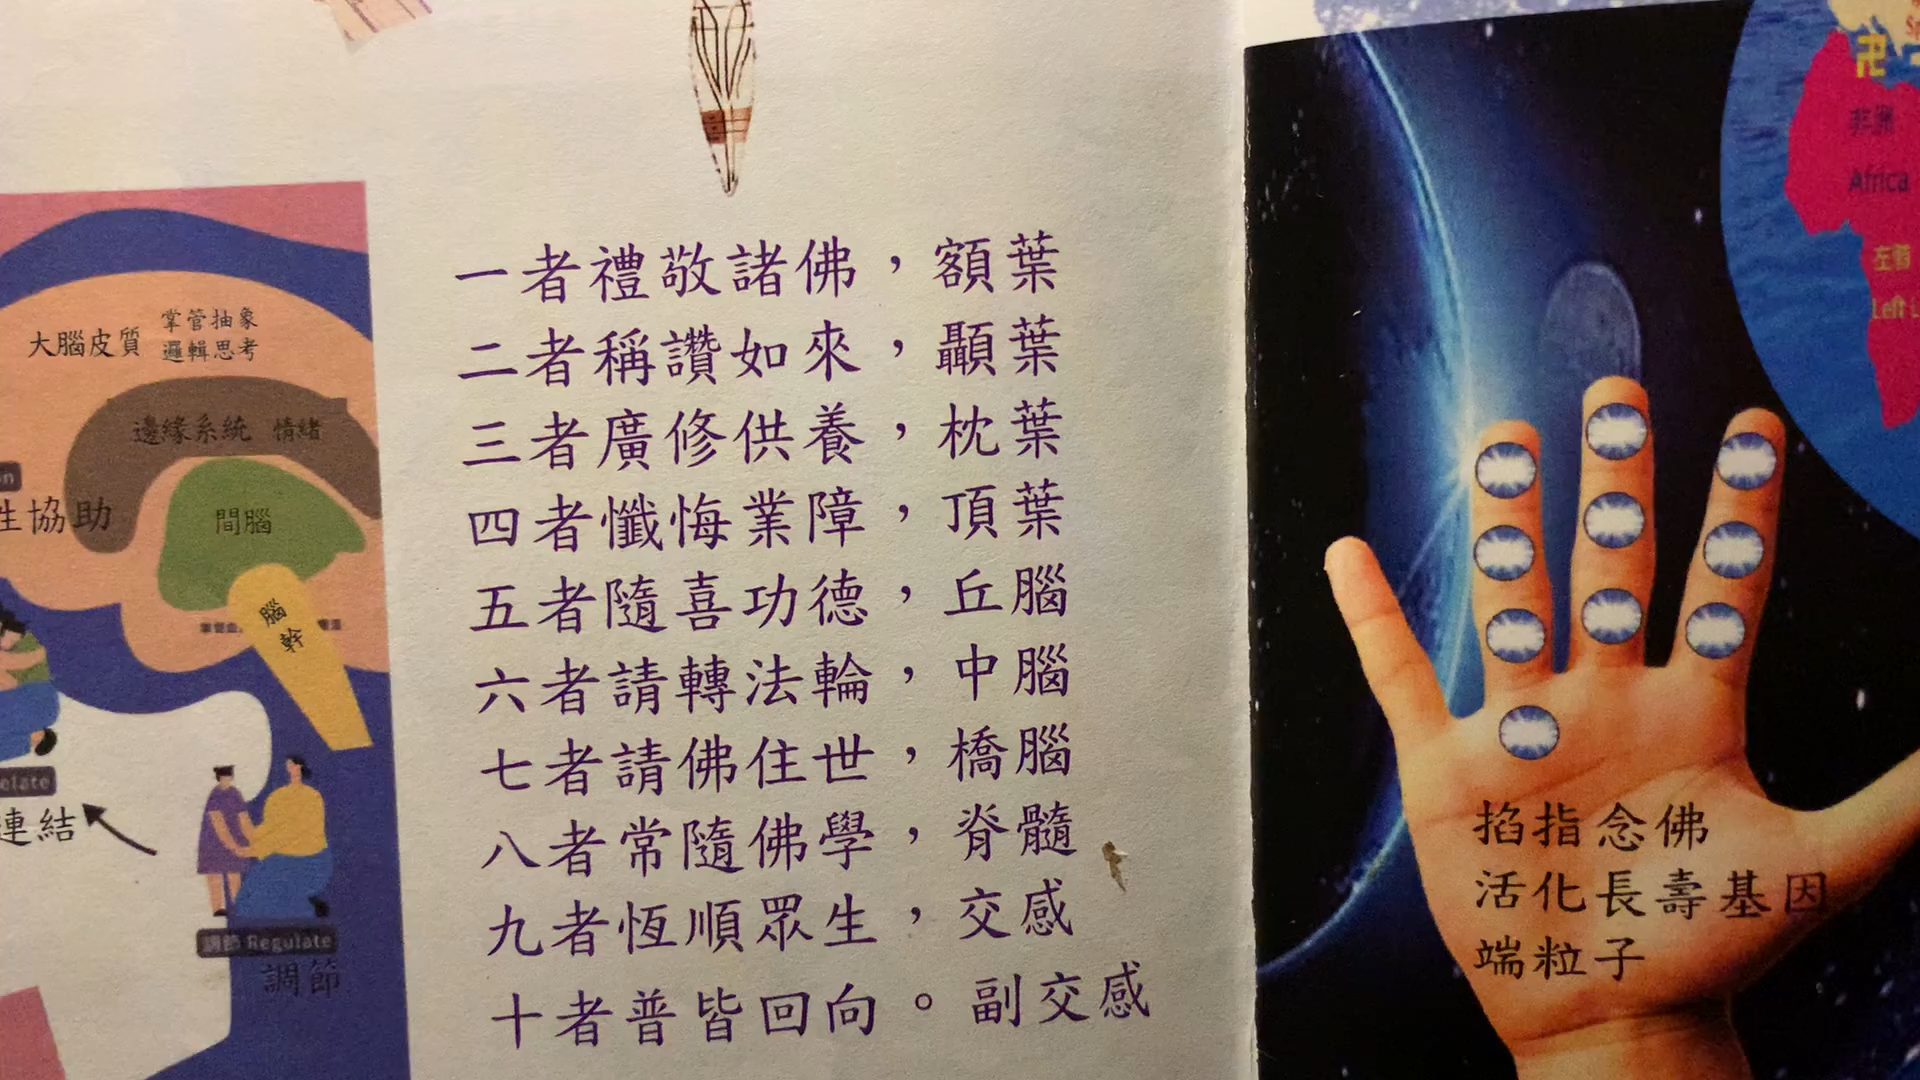 大腦皮質
掌管抽象
邏輯思考
邊緣系統 情緒
間腦
性協助
腦幹
連結
調節 Regulate
調節
一者禮敬諸佛，額葉
二者稱讚如來，顳葉
三者廣修供養，枕葉
四者懺悔業障，頂葉
五者隨喜功德，丘腦
六者請轉法輪，中腦
七者請佛住世，橋腦
八者常隨佛學，脊髓
九者恆順眾生，交感
十者普皆回向。副交感
卍
非洲
Africa
Left
掐指念佛
活化長壽基因
端粒子